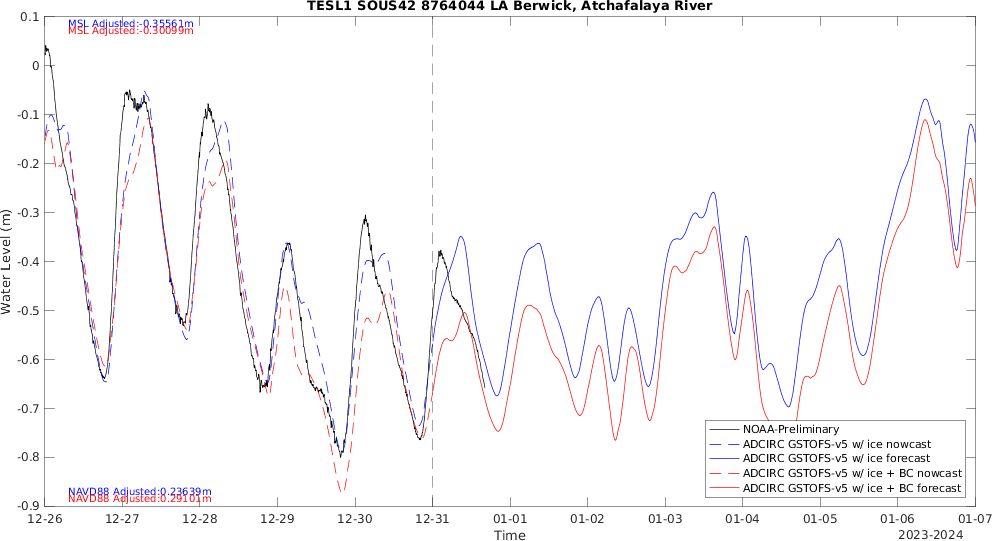 TESL1 SOUS42 8764044 LA Berwick, Atchafalaya River
MSL Adjusted:-0.35561m
MSL Adjusted:-0.30099m
0.1
0
-0.1
-0.2
-0.3
-0.4
-0.5
-0.6
-0.7
-0.8
-0.9
Water Level (m)
NOAA-Preliminary
ADCIRC GSTOFS-v5 w/ ice nowcast
ADCIRC GSTOFS-v5 w/ ice forecast
ADCIRC GSTOFS-v5 w/ ice + BC nowcast
ADCIRC GSTOFS-v5 w/ ice + BC forecast
NAVD88 Adjusted:0.23639m
NAVD88 Adjusted:0.29101m
12-26 12-27 12-28 12-29 12-30 12-31 01-01 01-02 01-03 01-04 01-05 01-06 01-07
Time
2023-2024